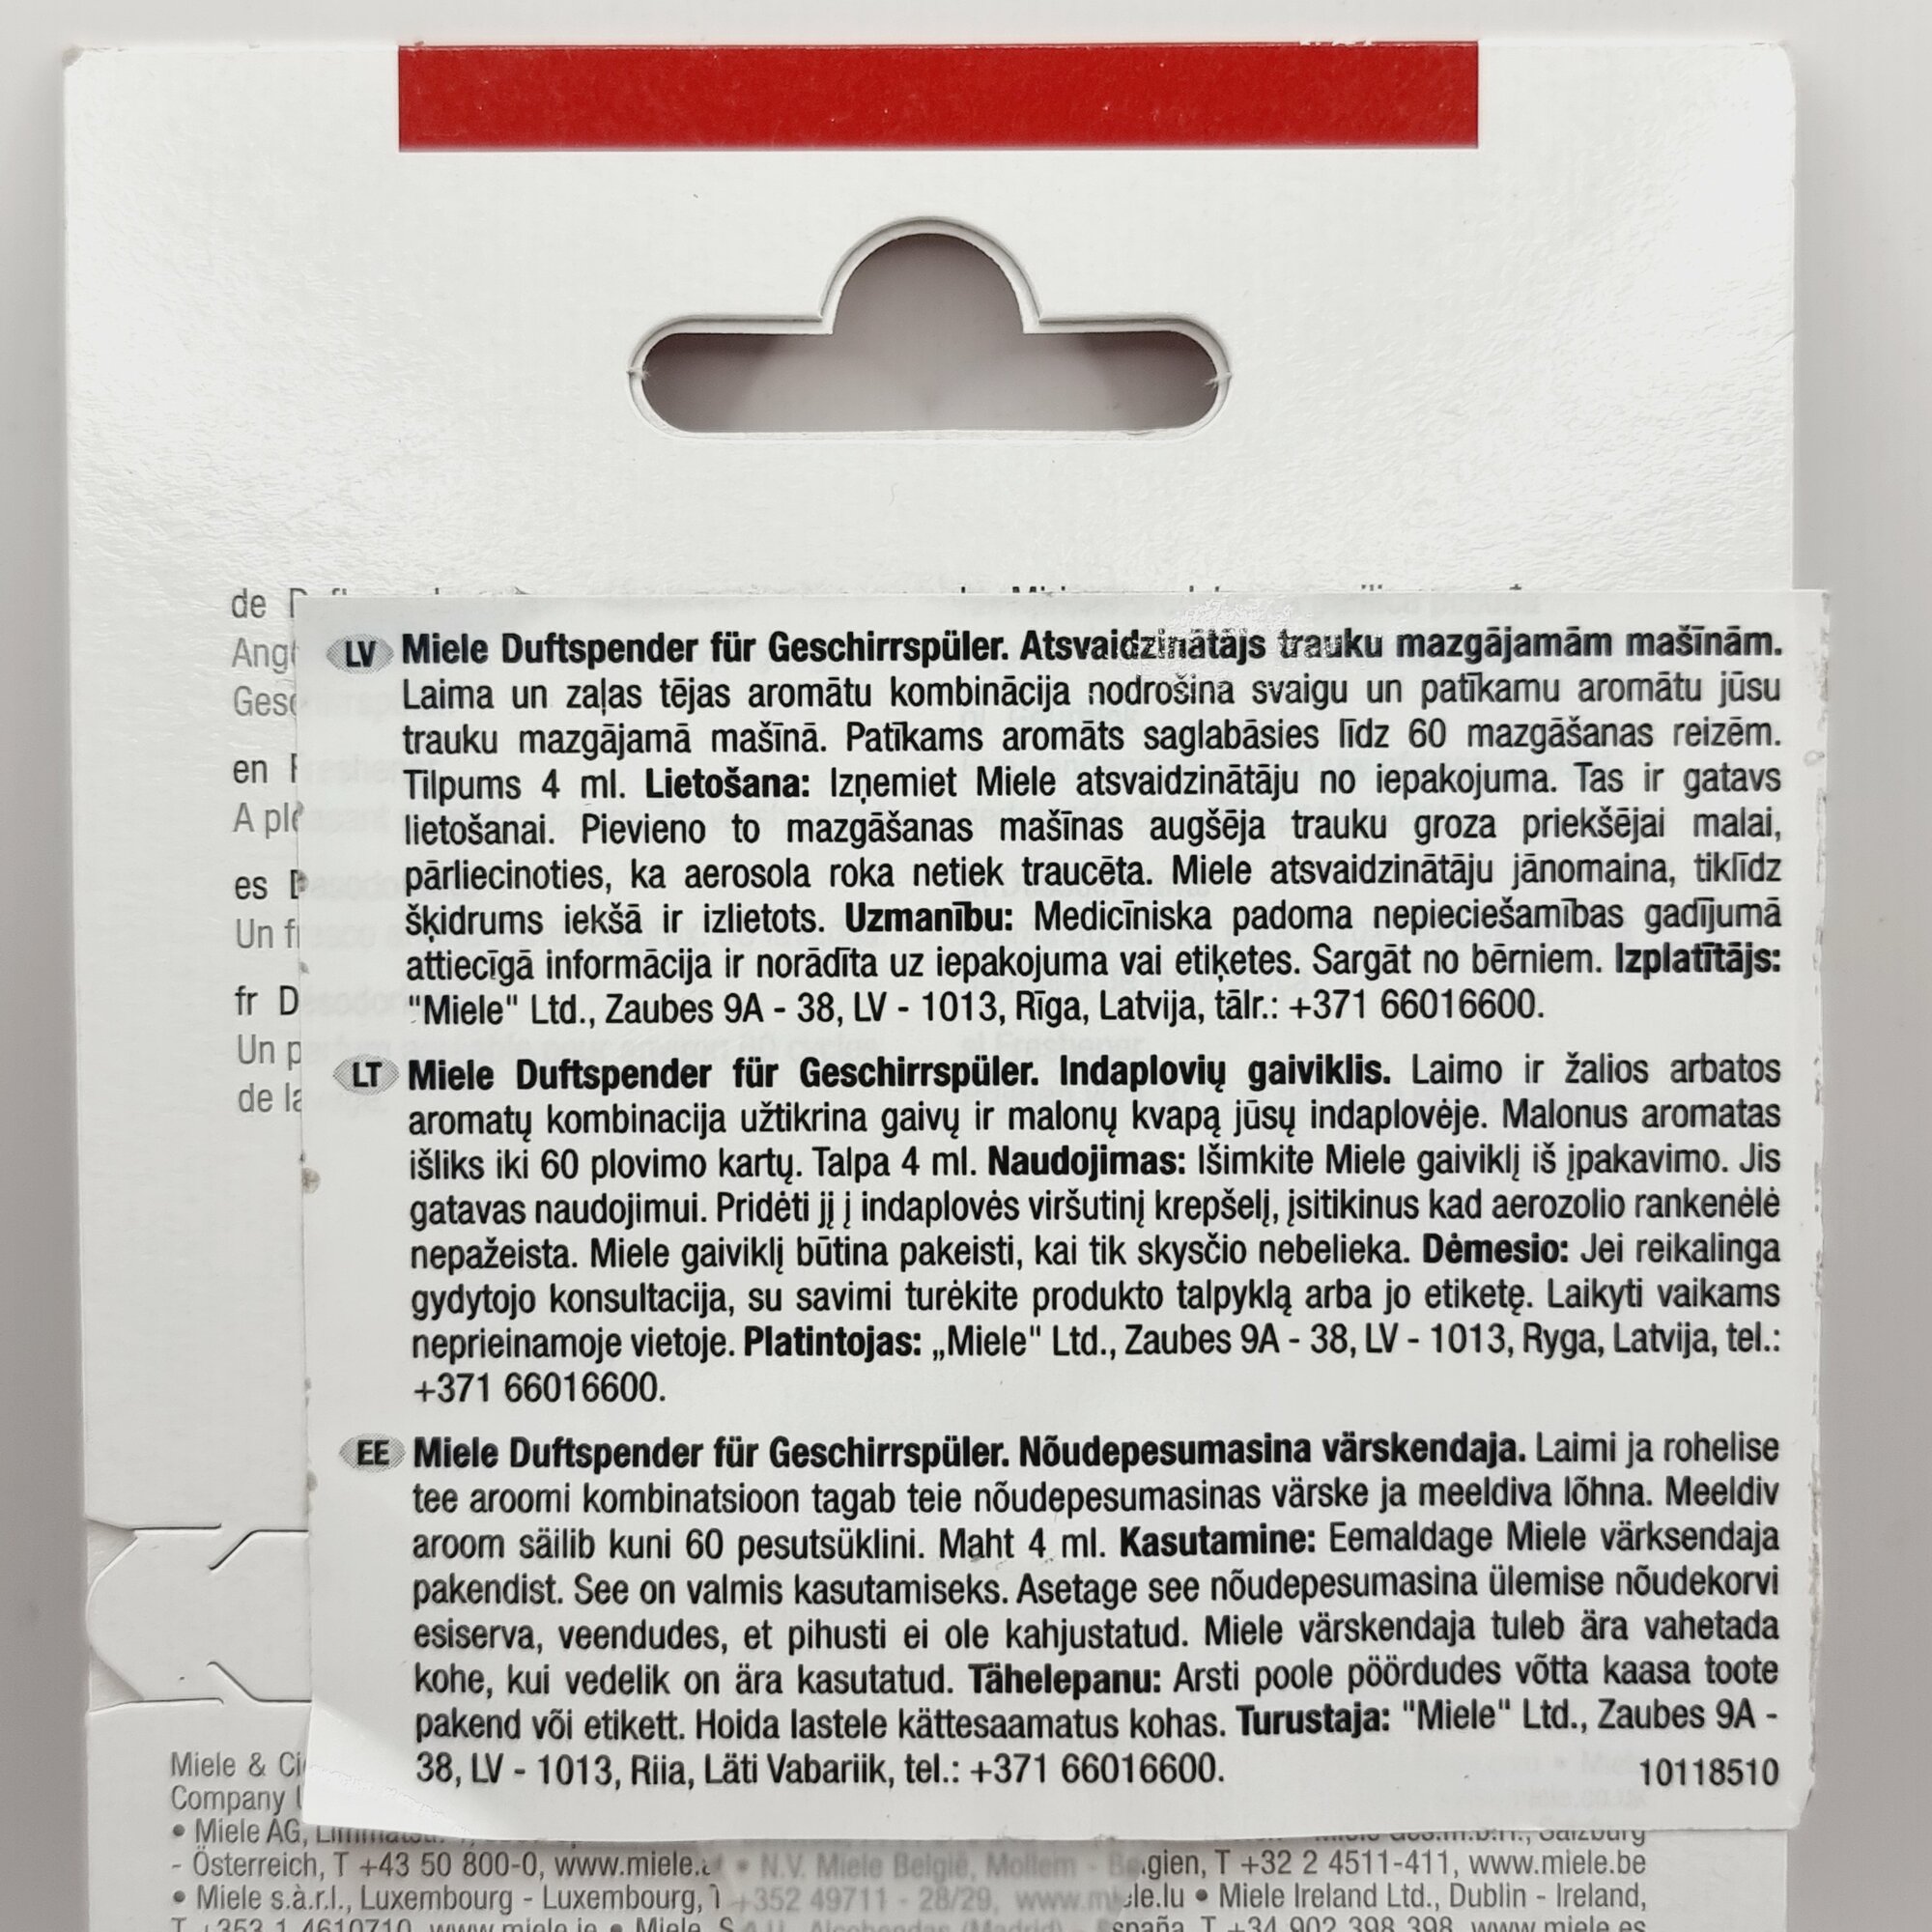 de
LV Miele Duftspender für Geschirrspüler. Atsvaidzinātājs trauku mazgājamām mašīnām.
Laima un zaļas tējas aromātu kombinācija nodrošina svaigu un patīkamu aromātu jūsu
trauku mazgājamā mašīnā. Patīkams aromāts saglabāsies līdz 60 mazgāšanas reizēm.
Tilpums 4 ml. Lietošana: Izņemiet Miele atsvaidzinātāju no iepakojuma. Tas ir gatavs
lietošanai. Pievieno to mazgāšanas mašīnas augšēja trauku groza priekšējai malai,
pārliecinoties, ka aerosola roka netiek traucēta. Miele atsvaidzinātāju jānomaina, tiklīdz
šķidrums iekšā ir izlietots. Uzmanību: Medicīniska padoma nepieciešamības gadījumā
attiecīgā informācija ir norādīta uz iepakojuma vai etiķetes. Sargāt no bērniem. Izplatītājs:
"Miele" Ltd., Zaubes 9A - 38, LV - 1013, Rīga, Latvija, tālr.: +371 66016600.
LT Miele Duftspender für Geschirrspüler. Indaplovių gaiviklis. Laimo ir žalios arbatos
aromatų kombinacija užtikrina gaivų ir malonų kvapą jūsų indaplovėje. Malonus aromatas
išliks iki 60 plovimo kartų. Talpa 4 ml. Naudojimas: Išimkite Miele gaiviklį iš įpakavimo. Jis
gatavas naudojimui. Pridėti jį į indaplovės viršutinį krepšelį, įsitikinus kad aerozolio rankenėlė
nepažeista. Miele gaiviklį būtina pakeisti, kai tik skysčio nebelieka. Dėmesio: Jei reikalinga
gydytojo konsultacija, su savimi turėkite produkto talpyklą arba jo etiketę. Laikyti vaikams
neprieinamoje vietoje. Platintojas: „Miele" Ltd., Zaubes 9A - 38, LV - 1013, Ryga, Latvija, tel.:
+371 66016600.
EE Miele Duftspender für Geschirrspüler. Nõudepesumasina värskendaja. Laimi ja rohelise
tee aroomi kombinatsioon tagab teie nõudepesumasinas värske ja meeldiva lõhna. Meeldiv
aroom säilib kuni 60 pesutsüklini. Maht 4 ml. Kasutamine: Eemaldage Miele värksendaja
pakendist. See on valmis kasutamiseks. Asetage see nõudepesumasina ülemise nõudekorvi
esiserva, veendudes, et pihusti ei ole kahjustatud. Miele värskendaja tuleb ära vahetada
kohe, kui vedelik on ära kasutatud. Tähelepanu: Arsti poole pöördudes võtta kaasa toote
pakend või etikett. Hoida lastele kättesaamatus kohas. Turustaja: "Miele" Ltd., Zaubes 9A -
38, LV - 1013, Riia, Läti Vabariik, tel.: +371 66016600.
10118510
en
A
es
Un
fr
Un
de
Miele &
Company
• Miele AG,
- Österreich, T +43 50 800-0, • N.V. Miele België, Mollem - T +32 2 4511-411, www.miele.be
• Miele s.à.r.l., Luxembourg - Luxembourg, +352 49711 - 28/29, • Miele Ireland Ltd., Dublin - Ireland,
T +353 1 4610710, www.miele.ie • Miele T +34 902 398 398, www.miele.es